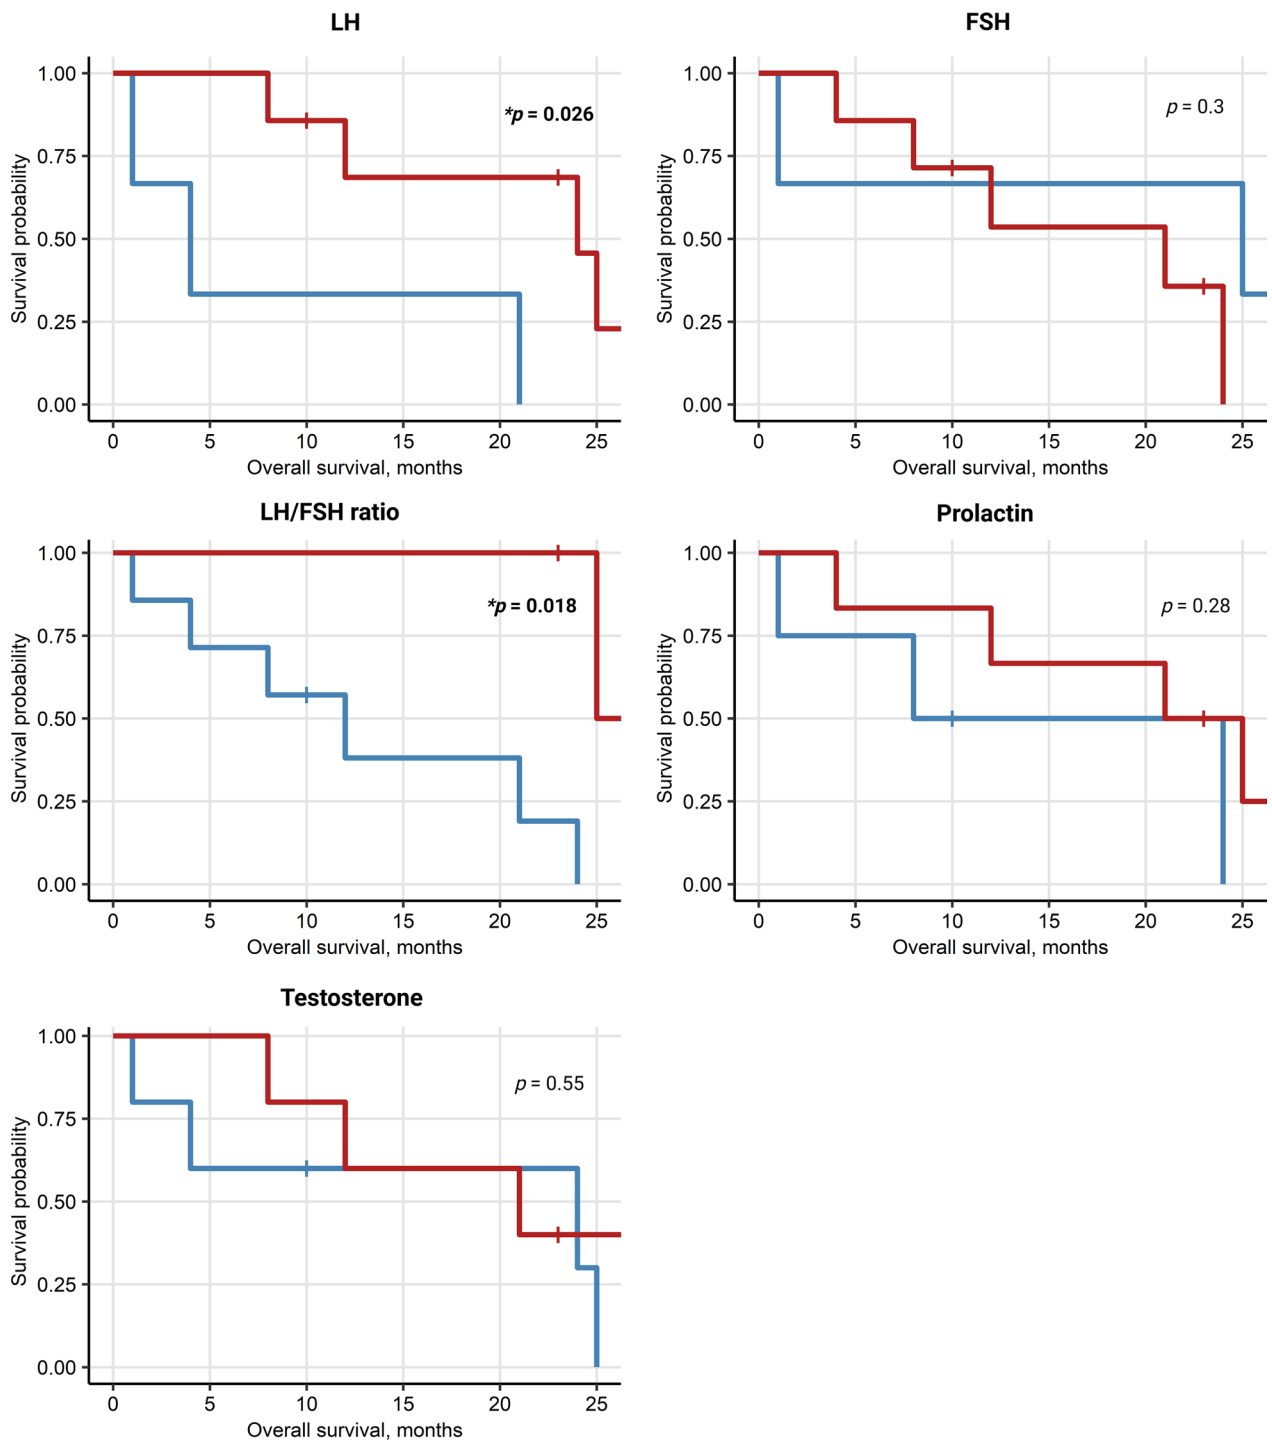 LH
1.00
0.75
0.50
0.25
0.00
Survival probability
*p = 0.026
0 5 10 15 20 25
Overall survival, months
FSH
1.00
0.75
0.50
0.25
0.00
Survival probability
p = 0.3
0 5 10 15 20 25
Overall survival, months
LH/FSH ratio
1.00
0.75
0.50
0.25
0.00
Survival probability
*p = 0.018
0 5 10 15 20 25
Overall survival, months
Prolactin
1.00
0.75
0.50
0.25
0.00
Survival probability
p = 0.28
0 5 10 15 20 25
Overall survival, months
Testosterone
1.00
0.75
0.50
0.25
0.00
Survival probability
p = 0.55
0 5 10 15 20 25
Overall survival, months